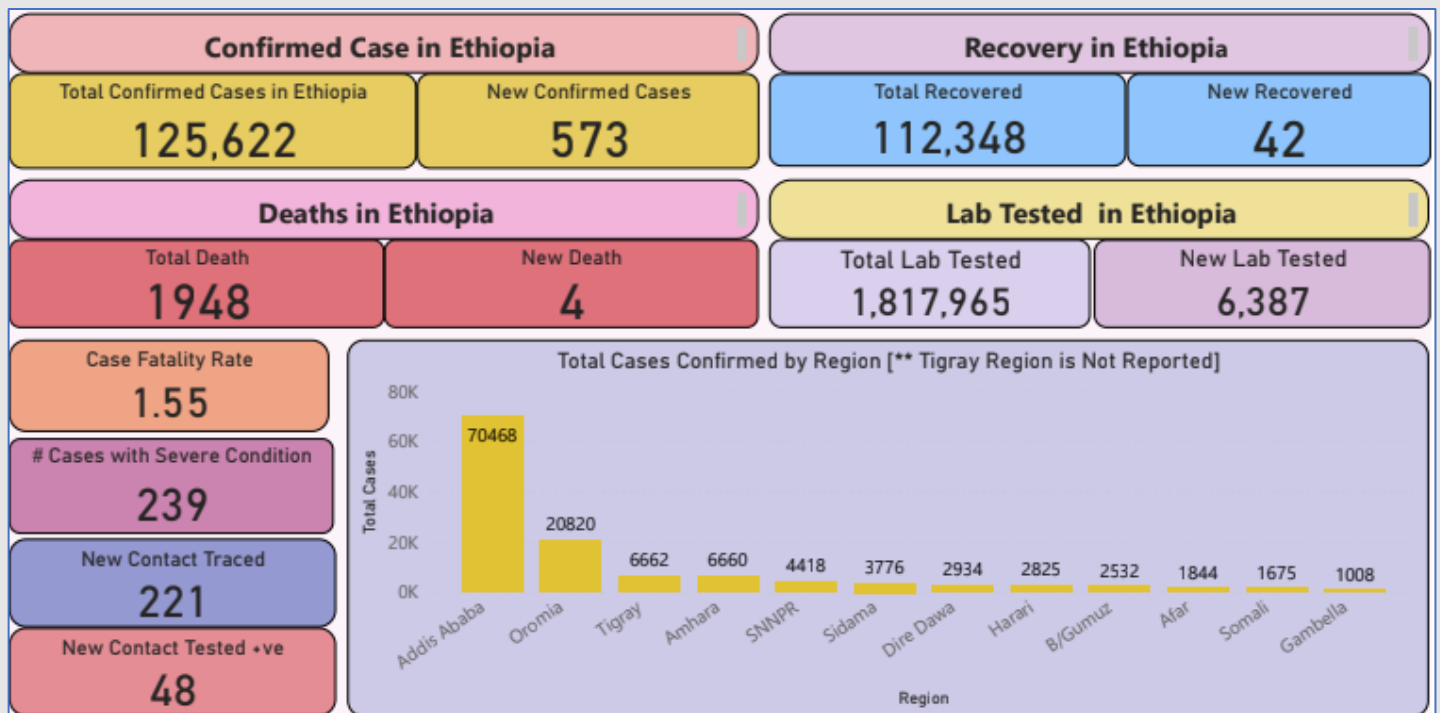 Confirmed Case in Ethiopia
Total Confirmed Cases in Ethiopia
125,622
New Confirmed Cases
573
Recovery in Ethiopia
Total Recovered
112,348
New Recovered
42
Deaths in Ethiopia
Total Death
1948
New Death
4
Lab Tested  in Ethiopia
Total Lab Tested
1,817,965
New Lab Tested
6,387
Case Fatality Rate
1.55
# Cases with Severe Condition
239
New Contact Traced
221
New Contact Tested +ve
48
Total Cases Confirmed by Region [** Tigray Region is Not Reported]
Total Cases
80K
60K
40K
20K
0K
70468
20820
6662
6660
4418
3776
2934
2825
2532
1844
1675
1008
Addis Ababa
Oromia
Tigray
Amhara
SNNPR
Sidama
Dire Dawa
Harari
B/Gumuz
Afar
Somali
Gambella
Region